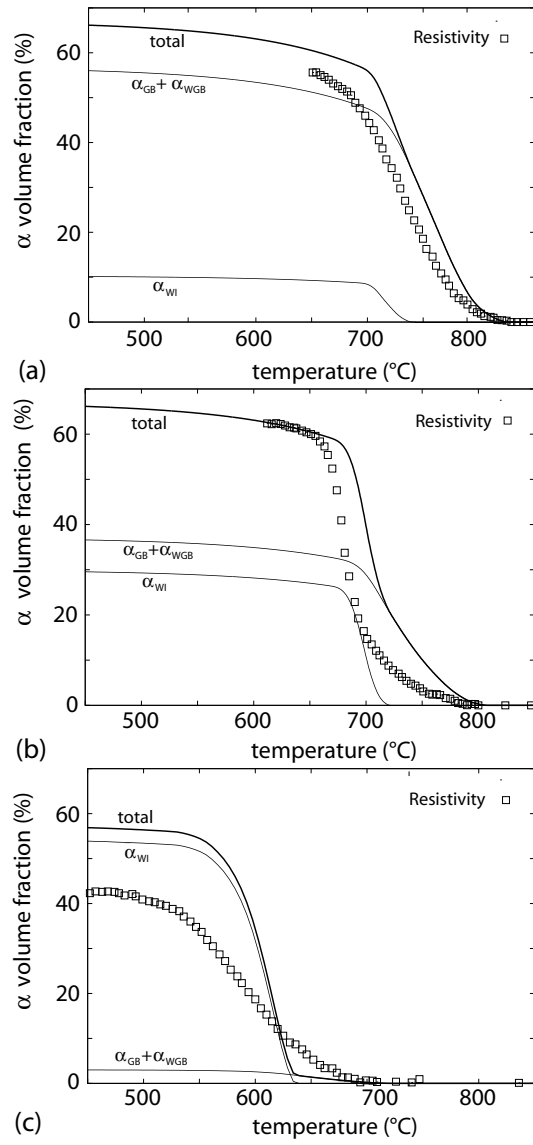 60
total
Resistivity
αGB + αWGB
40
α volume fraction (%)
20
αWI
0
500 600 700 800
(a)
temperature (°C)
60
total
Resistivity
40
α volume fraction (%)
αGB+αWGB
αWI
20
0
500 600 700 800
(b)
temperature (°C)
60
total
Resistivity
αWI
40
α volume fraction (%)
20
αGB+αWGB
0
500 600 700 800
(c)
temperature (°C)